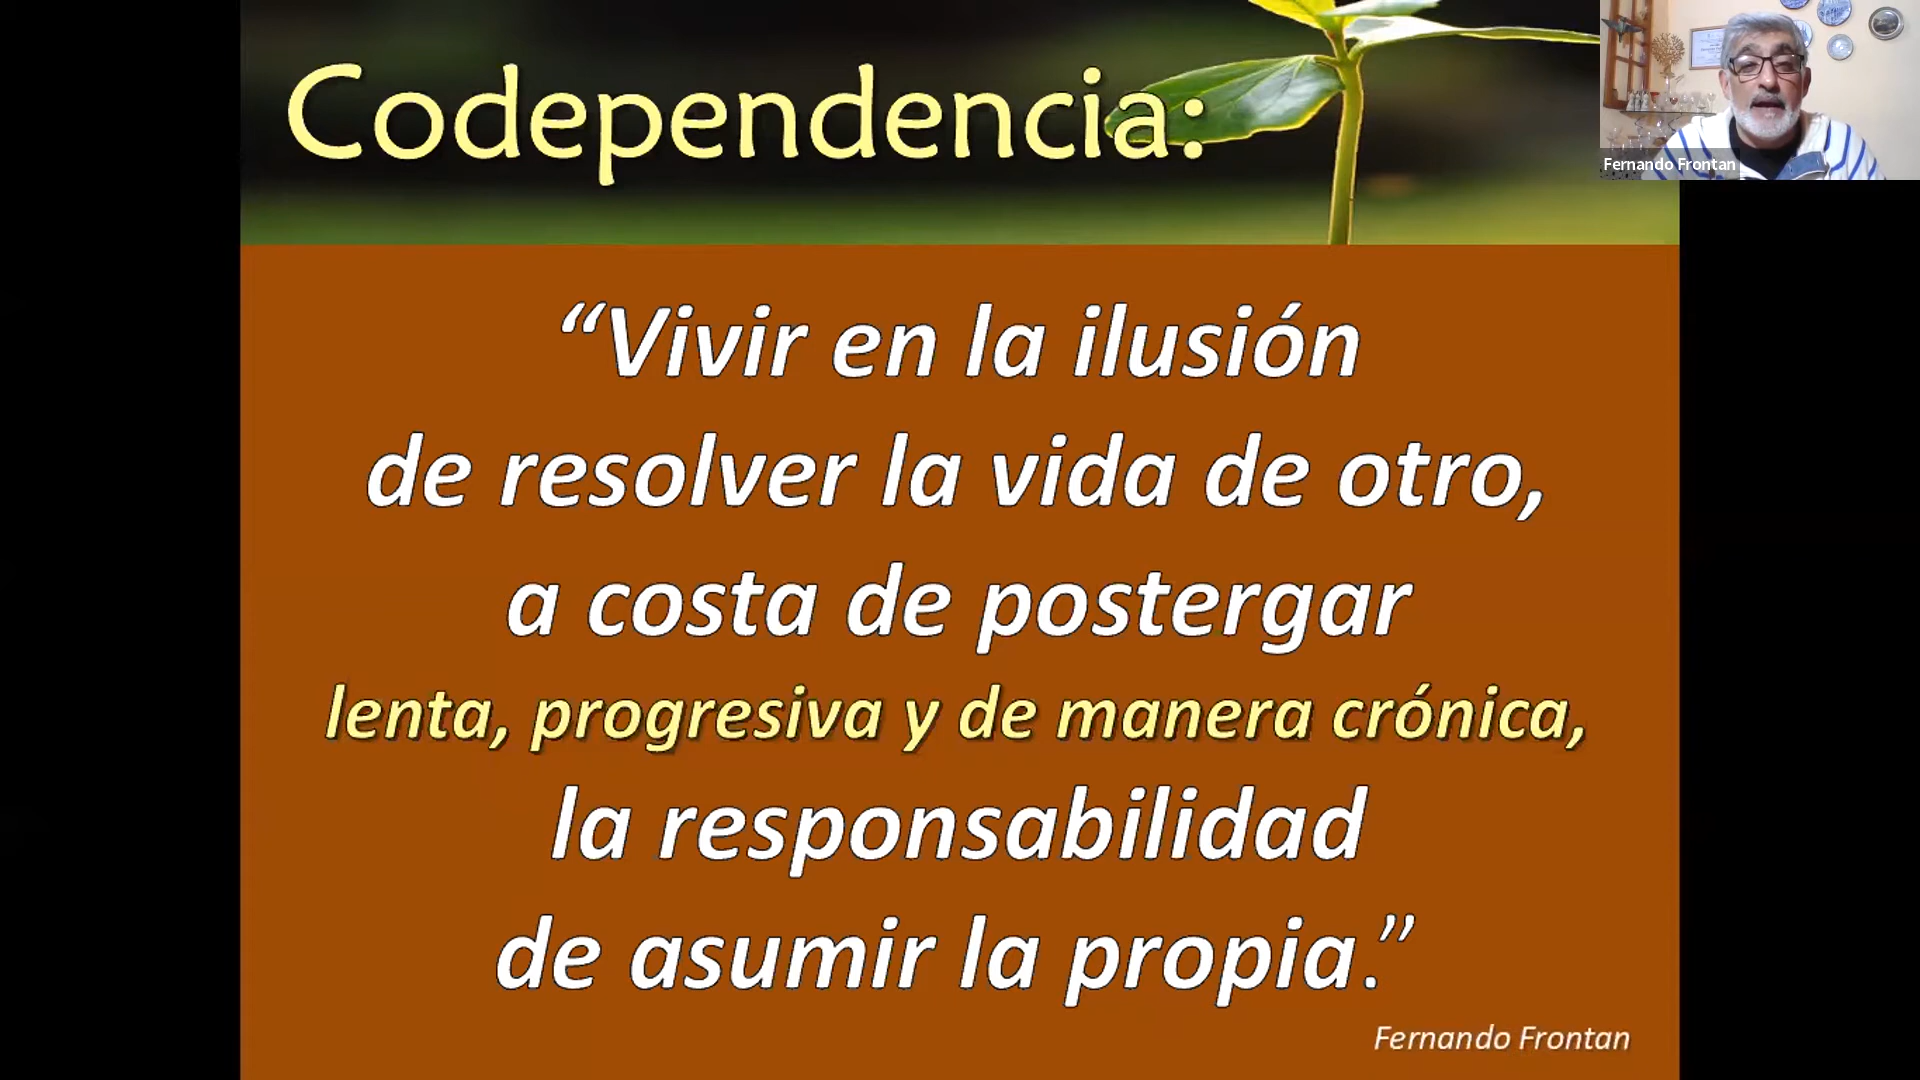 Codependencia:
Fernando Frontan
“Vivir en la ilusión
de resolver la vida de otro,
a costa de postergar
lenta, progresiva y de manera crónica,
la responsabilidad
de asumir la propia.”
Fernando Frontan